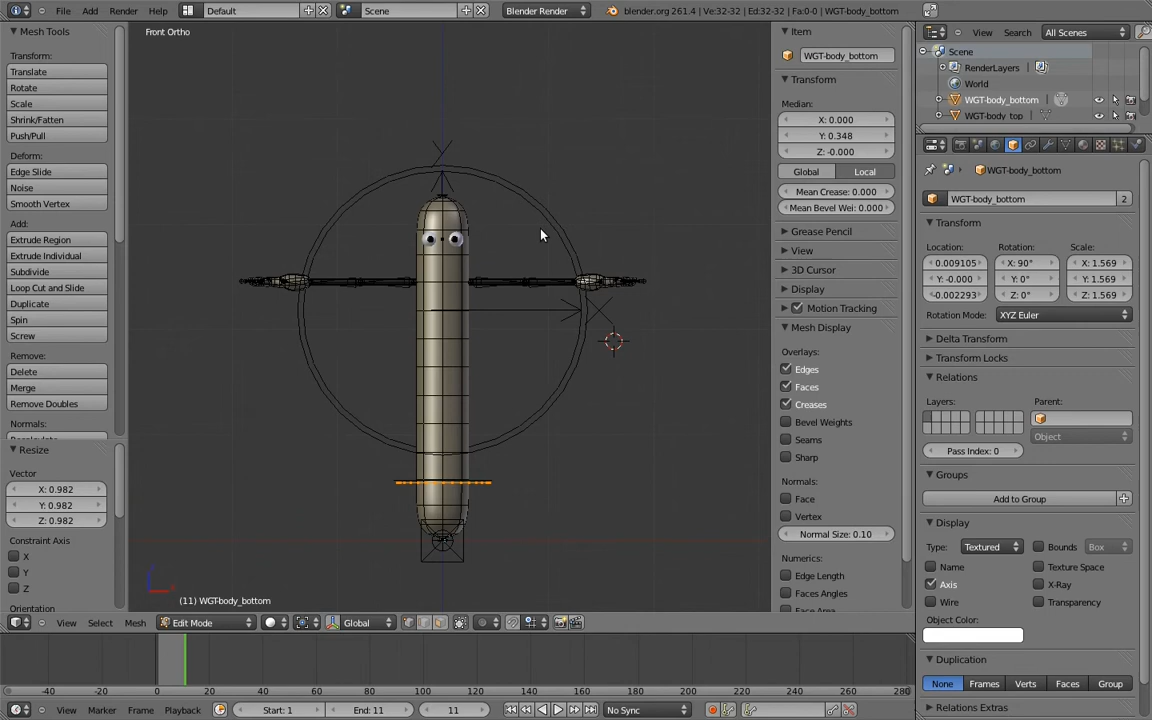 File Add Render Help Default Scene Blender Render blender.org 261.4 Ve:32-32 | Ed:32-32 | Fa:0-0 | WGT-body_bottom
Mesh Tools
Transform:
Translate
Rotate
Scale
Shrink/Fatten
Push/Pull
Deform:
Edge Slide
Noise
Smooth Vertex
Add:
Extrude Region
Extrude Individual
Subdivide
Loop Cut and Slide
Duplicate
Spin
Screw
Remove:
Delete
Merge
Remove Doubles
Normals:
Resize
Vector
X: 0.982
Y: 0.982
Z: 0.982
Constraint Axis
X
Y
Z
Orientation
Front Ortho
(11) WGT-body_bottom
Item
WGT-body_bottom
Transform
Median:
X: 0.000
Y: 0.348
Z: -0.000
Global Local
Mean Crease: 0.000
Mean Bevel Wei: 0.000
Grease Pencil
View
3D Cursor
Display
Motion Tracking
Mesh Display
Overlays:
Edges
Faces
Creases
Bevel Weights
Seams
Sharp
Normals:
Face
Vertex
Normal Size: 0.10
Numerics:
Edge Length
Faces Angles
Face Area
View Search All Scenes
Scene
RenderLayers
World
WGT-body_bottom
WGT-body_top
WGT-body_bottom
WGT-body_bottom 2
Transform
Location: Rotation: Scale:
0.009105 X: 90° X: 1.569
Y: -0.000 Y: 0° Y: 1.569
-0.002293 Z: 0° Z: 1.569
Rotation Mode: XYZ Euler
Delta Transform
Transform Locks
Relations
Layers: Parent:
Object
Pass Index: 0
Groups
Add to Group
Display
Type: Textured Bounds Box
Name Texture Space
Axis X-Ray
Wire Transparency
Object Color:
Duplication
None Frames Verts Faces Group
Relations Extras
View Select Mesh Edit Mode Global
-40 -20 0 20 40 60 80 100 120 140 160 180 200 220 240 260 280
View Marker Frame Playback Start: 1 End: 11 11 No Sync